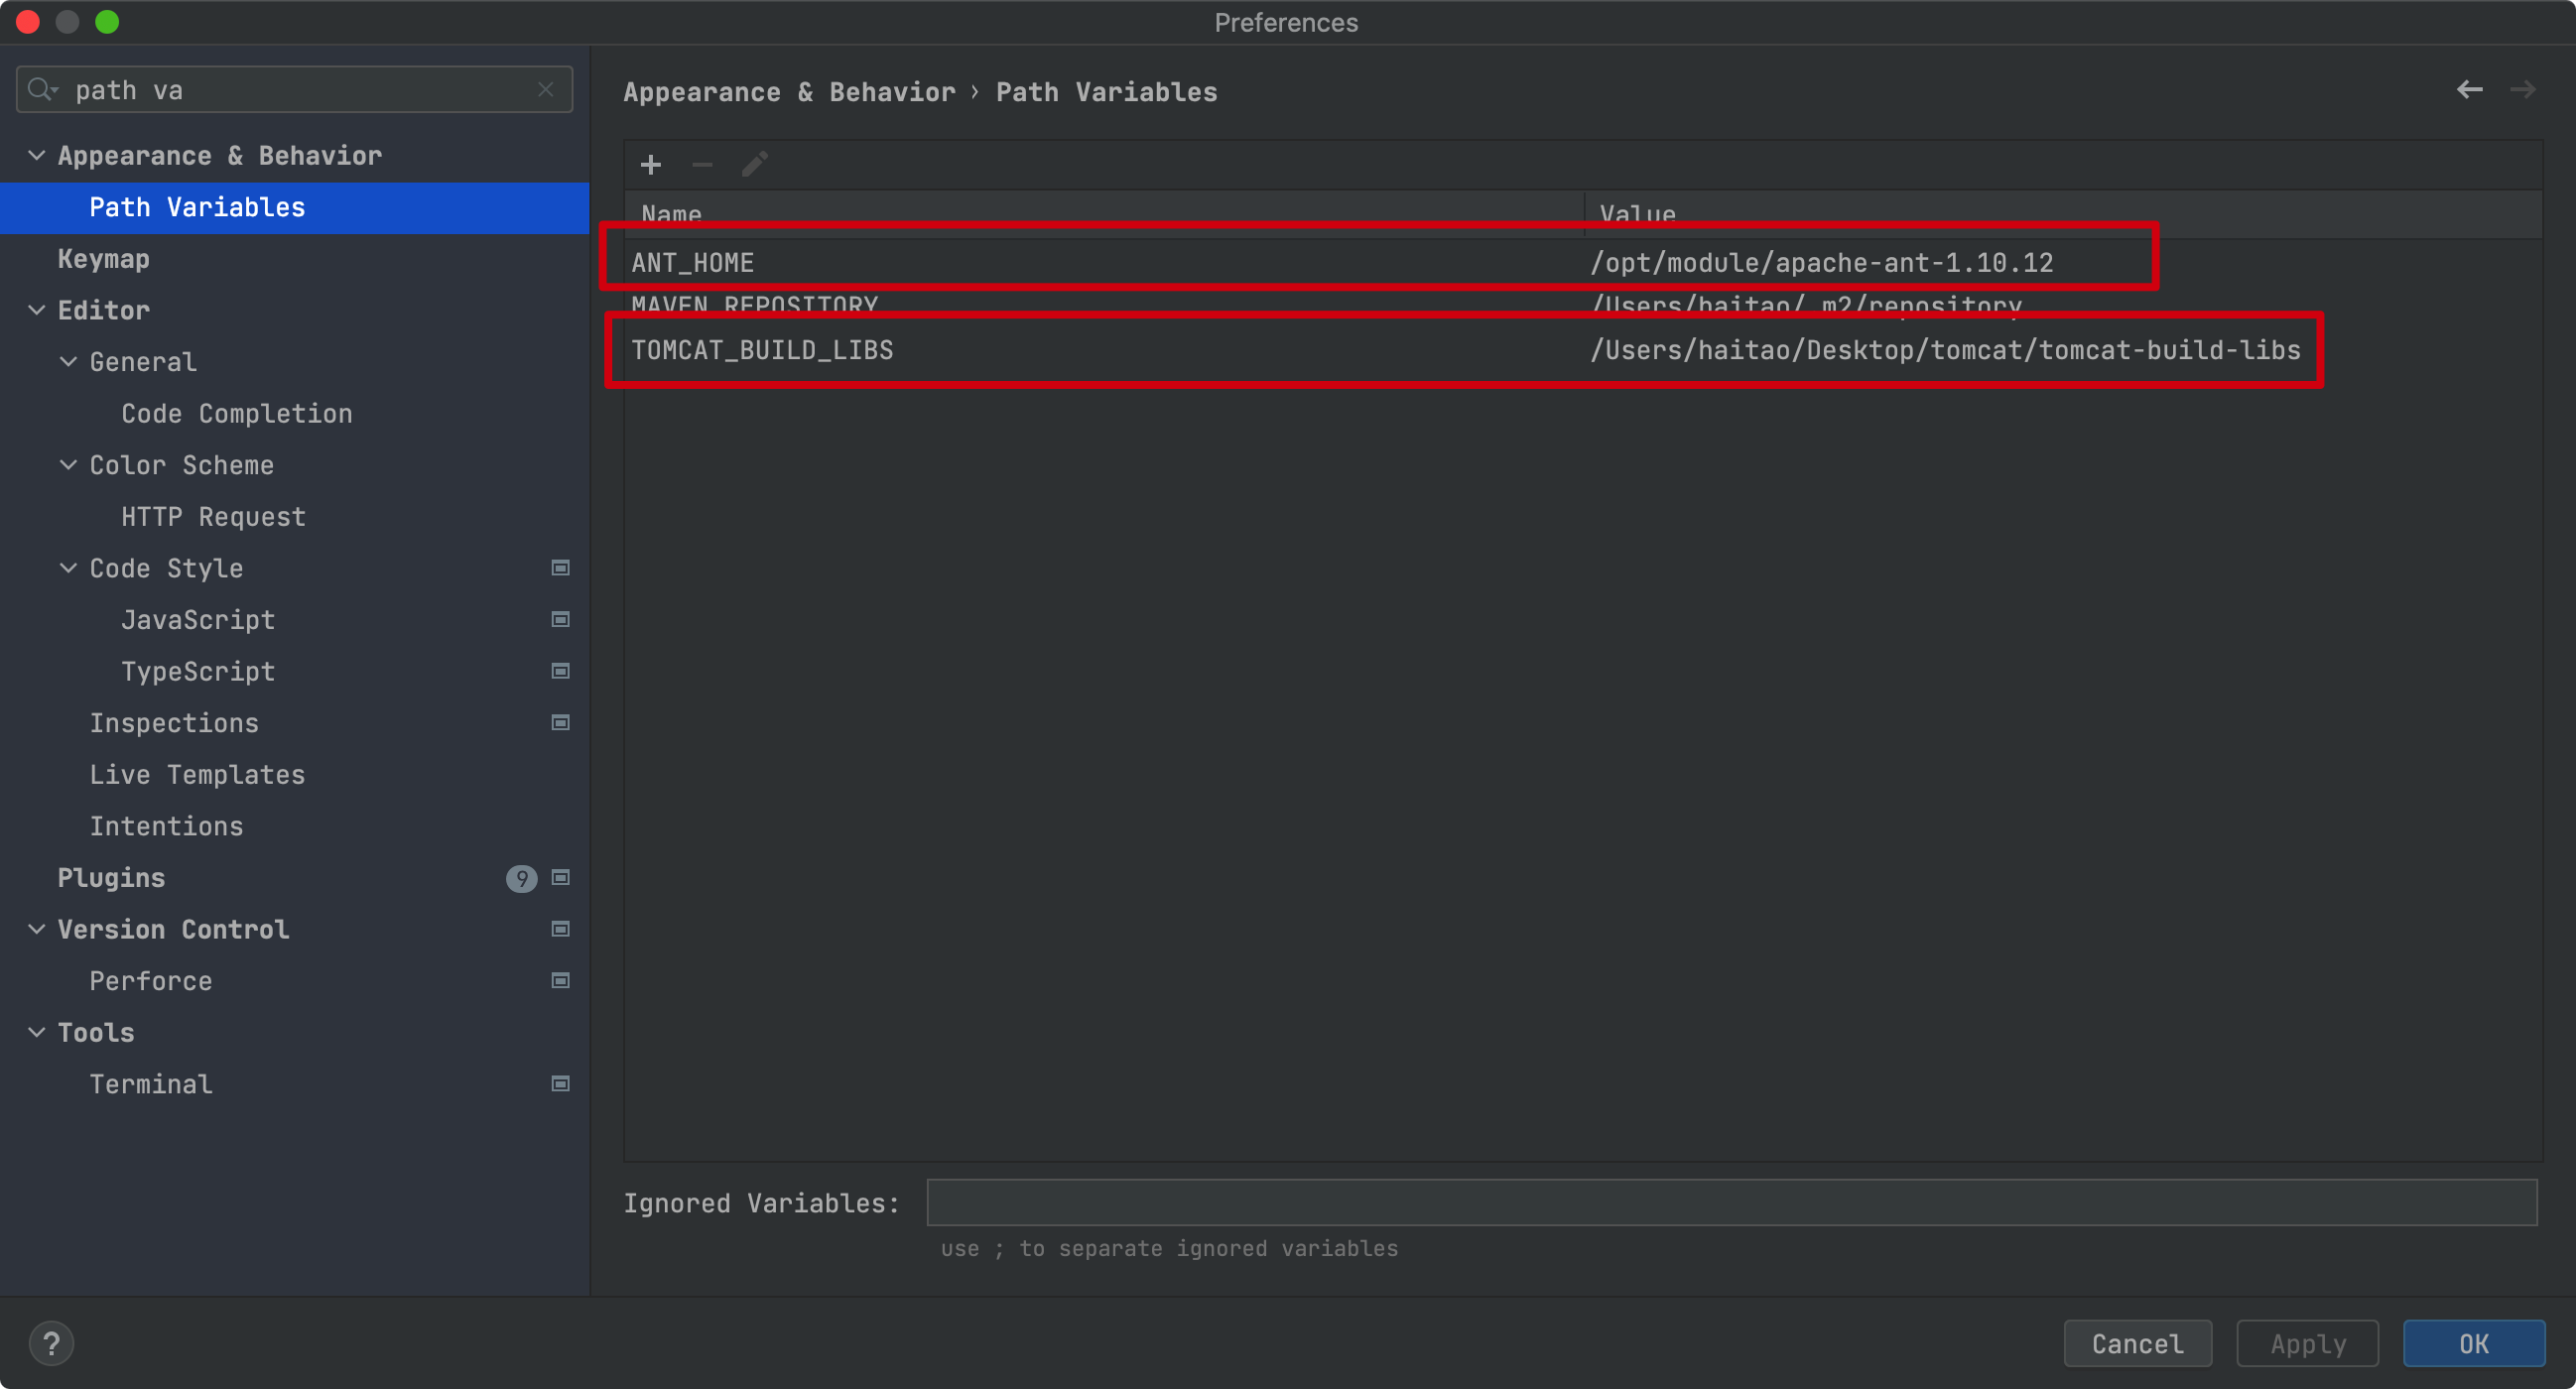 Preferences
path va
Appearance & Behavior
Path Variables
Keymap
Editor
General
Code Completion
Color Scheme
HTTP Request
Code Style
JavaScript
TypeScript
Inspections
Live Templates
Intentions
Plugins 9
Version Control
Perforce
Tools
Terminal
Appearance & Behavior › Path Variables
Name Value
ANT_HOME /opt/module/apache-ant-1.10.12
MAVEN_REPOSITORY /Users/haitao/.m2/repository
TOMCAT_BUILD_LIBS /Users/haitao/Desktop/tomcat/tomcat-build-libs
Ignored Variables:
use ; to separate ignored variables
?
Cancel Apply OK